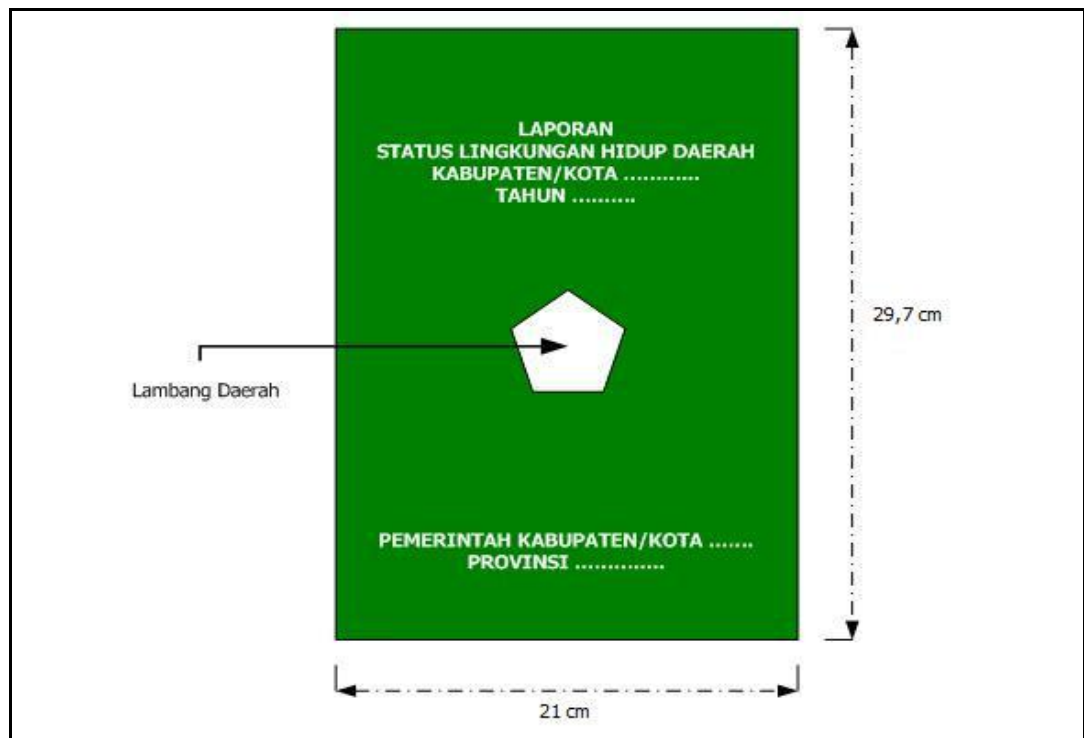 LAPORAN
STATUS LINGKUNGAN HIDUP DAERAH
KABUPATEN/KOTA ............
TAHUN ..........
29,7 cm
Lambang Daerah
PEMERINTAH KABUPATEN/KOTA .......
PROVINSI ..............
21 cm